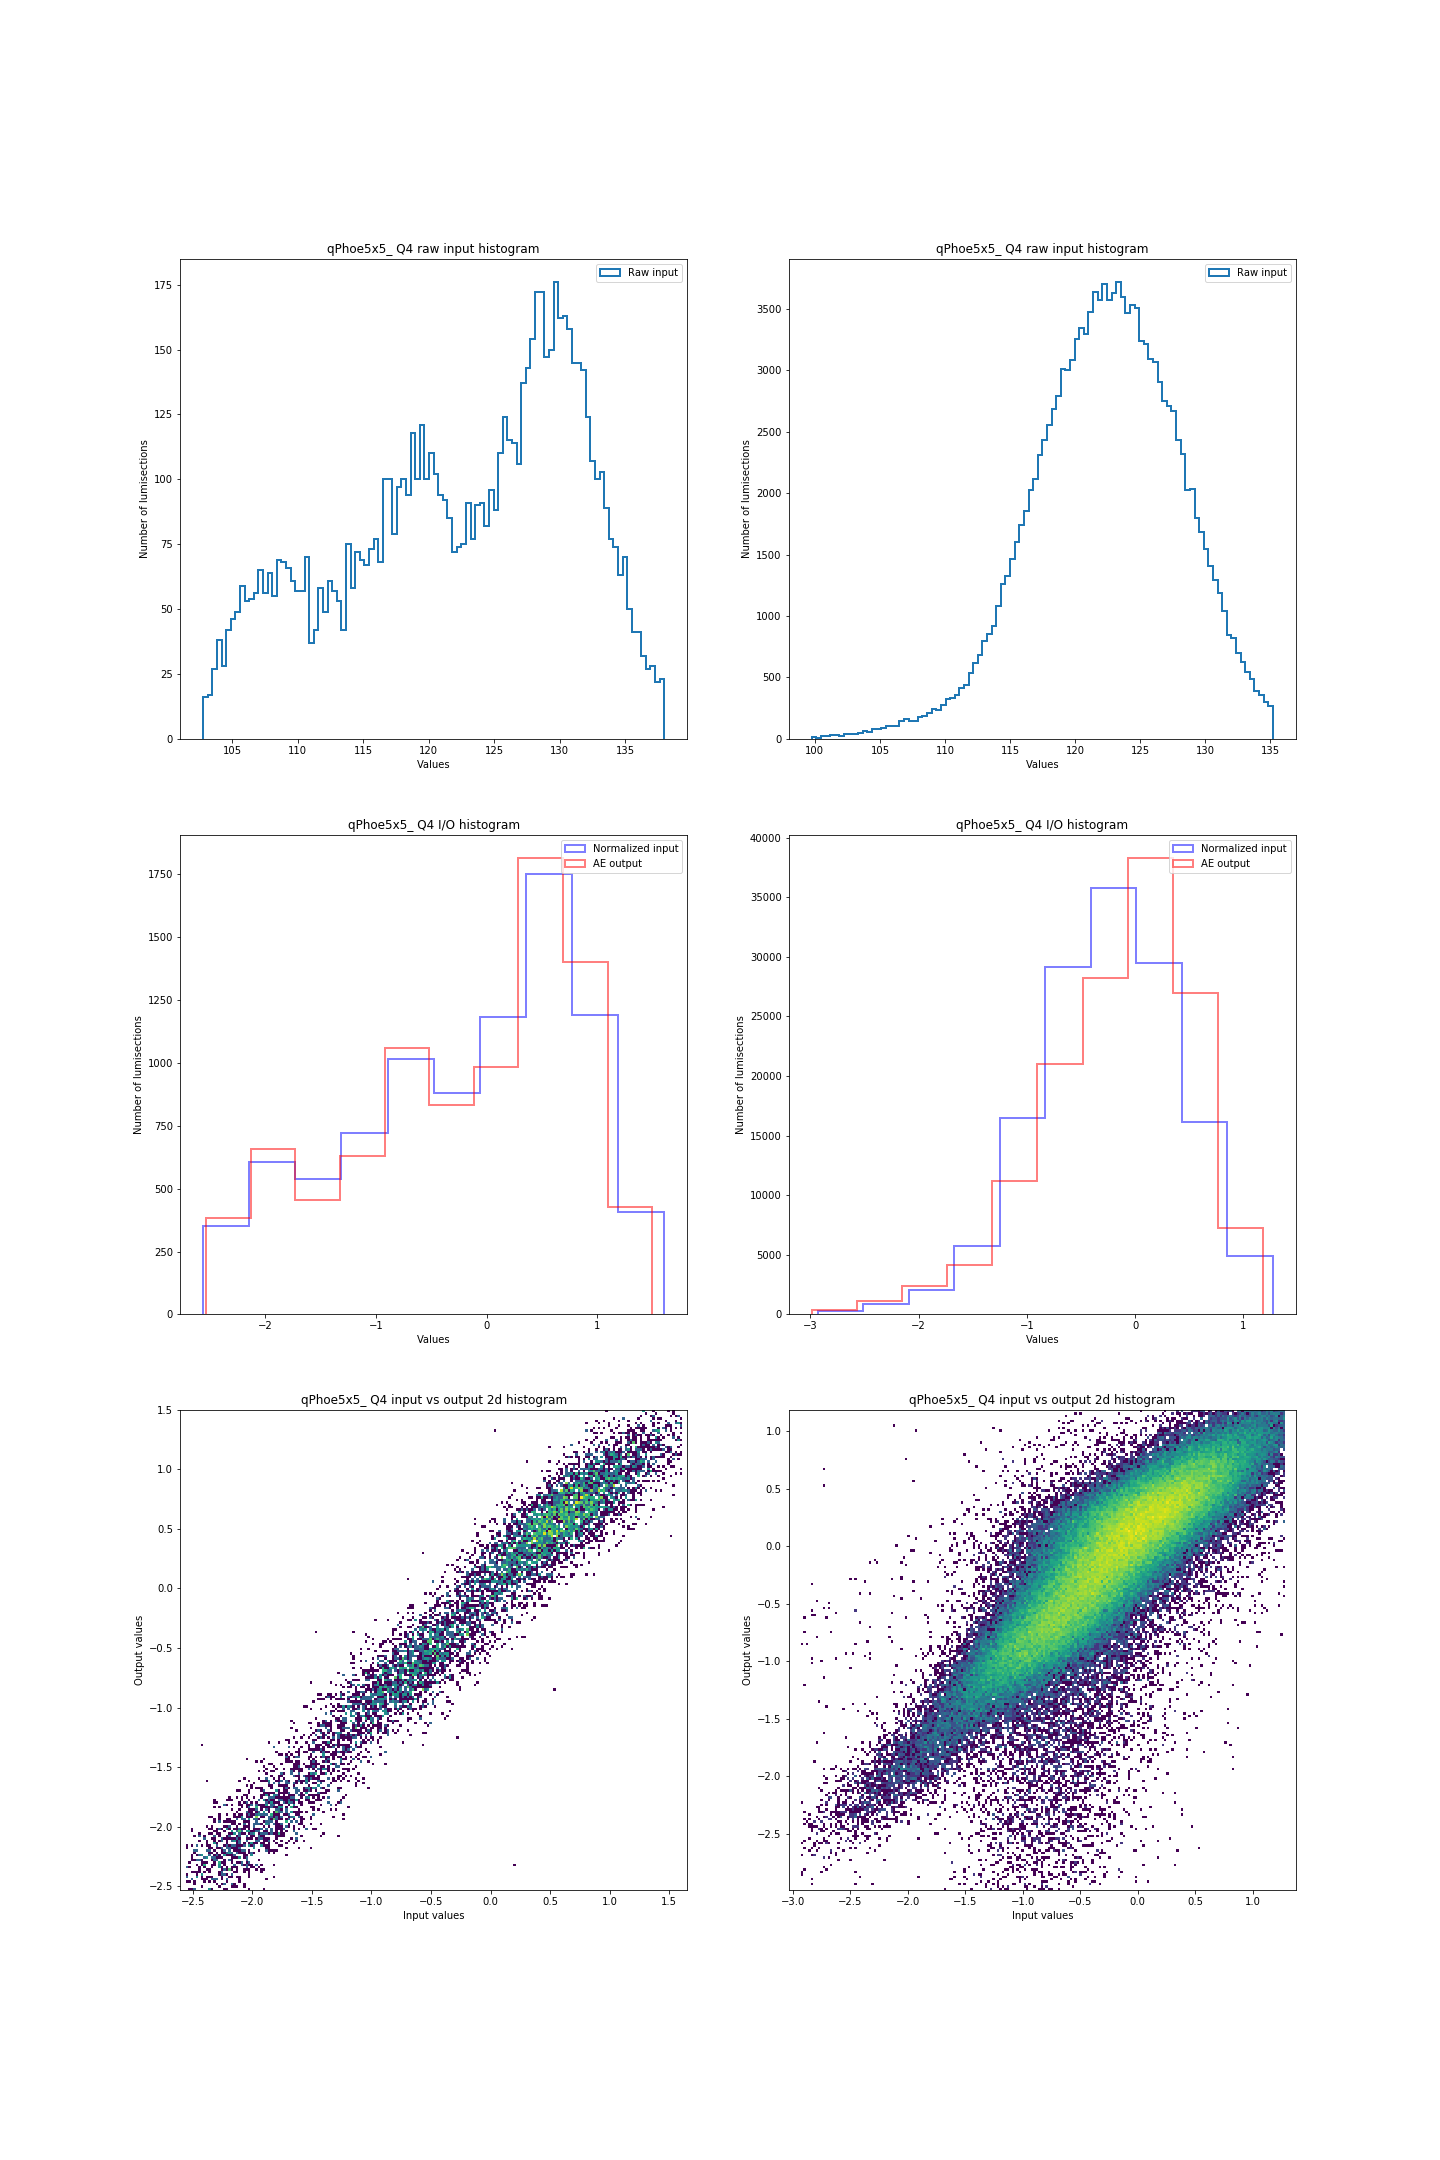 qPhoe5x5_ Q4 raw input histogram
Raw input
175
150
125
100
75
50
25
0
Number of lumisections
105 110 115 120 125 130 135
Values
qPhoe5x5_ Q4 raw input histogram
Raw input
3500
3000
2500
2000
1500
1000
500
0
Number of lumisections
100 105 110 115 120 125 130 135
Values
qPhoe5x5_ Q4 I/O histogram
Normalized input
AE output
1750
1500
1250
1000
750
500
250
0
Number of lumisections
−2 −1 0 1
Values
qPhoe5x5_ Q4 I/O histogram
Normalized input
AE output
40000
35000
30000
25000
20000
15000
10000
5000
0
Number of lumisections
−3 −2 −1 0 1
Values
qPhoe5x5_ Q4 input vs output 2d histogram
1.5
1.0
0.5
0.0
−0.5
−1.0
−1.5
−2.0
−2.5
Output values
−2.5 −2.0 −1.5 −1.0 −0.5 0.0 0.5 1.0 1.5
Input values
qPhoe5x5_ Q4 input vs output 2d histogram
1.0
0.5
0.0
−0.5
−1.0
−1.5
−2.0
−2.5
Output values
−3.0 −2.5 −2.0 −1.5 −1.0 −0.5 0.0 0.5 1.0
Input values